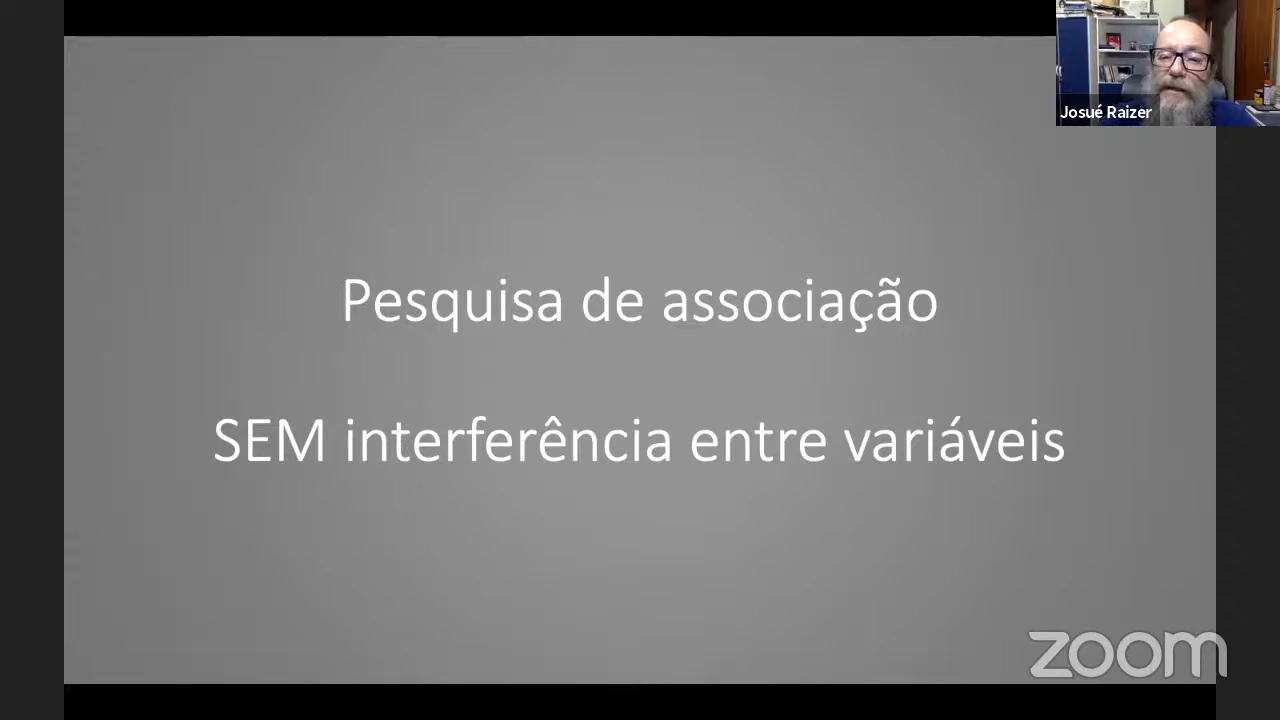 Josué Raizer
Pesquisa de associação
SEM interferência entre variáveis
zoom